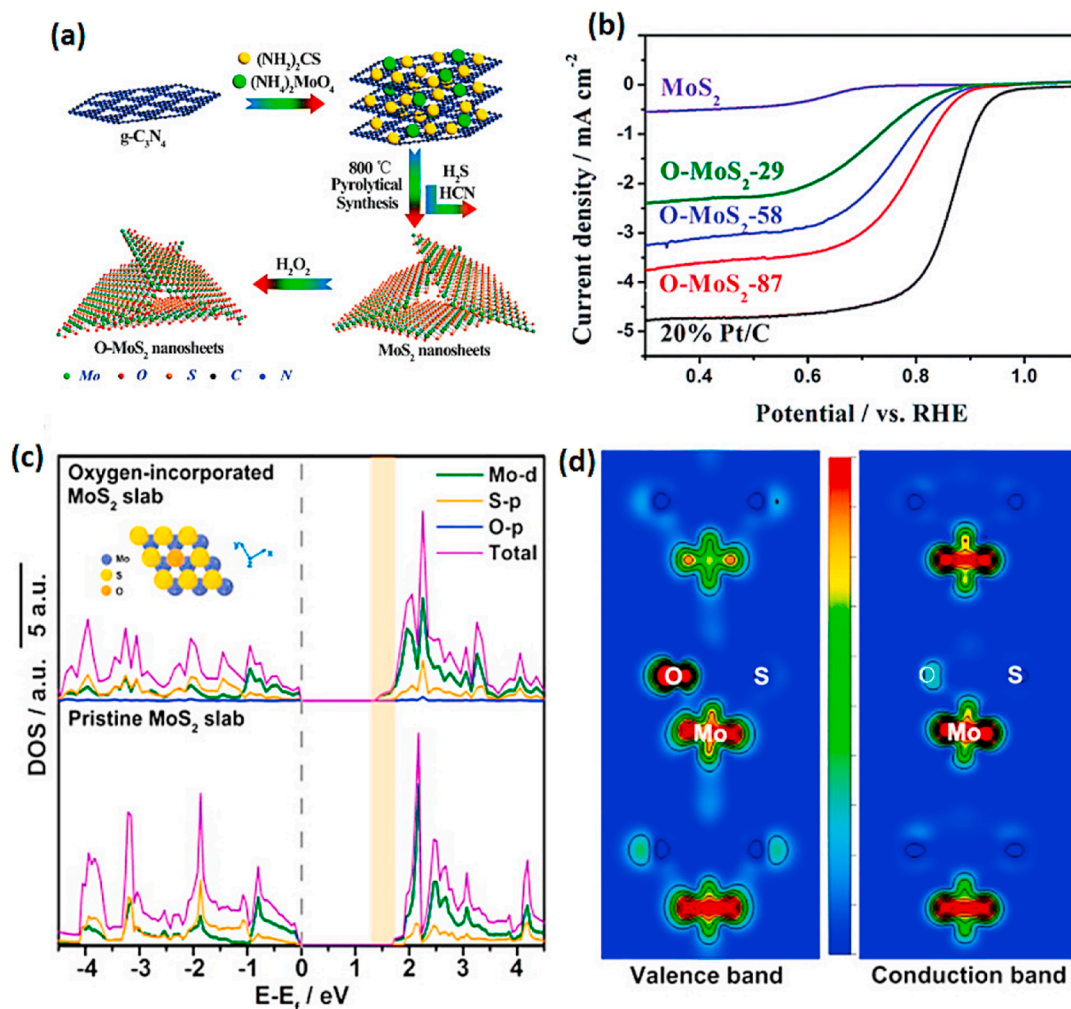 (a)
(NH₂)₂CS
(NH₄)₂MoO₄
g-C₃N₄
800 ℃
Pyrolytical
Synthesis
H₂S
HCN
H₂O₂
O-MoS₂ nanosheets
MoS₂ nanosheets
Mo O S C N
(b)
Current density / mA cm⁻²
0
-1
-2
-3
-4
-5
MoS₂
O-MoS₂-29
O-MoS₂-58
O-MoS₂-87
20% Pt/C
0.4 0.6 0.8 1.0
Potential / vs. RHE
(c)
Oxygen-incorporated
MoS₂ slab
Mo
S
O
y
x
z
Mo-d
S-p
O-p
Total
DOS / a.u.
5 a.u.
Pristine MoS₂ slab
-4 -3 -2 -1 0 1 2 3 4
E-E_f / eV
(d)
O S
Mo
O S
Mo
Valence band
Conduction band